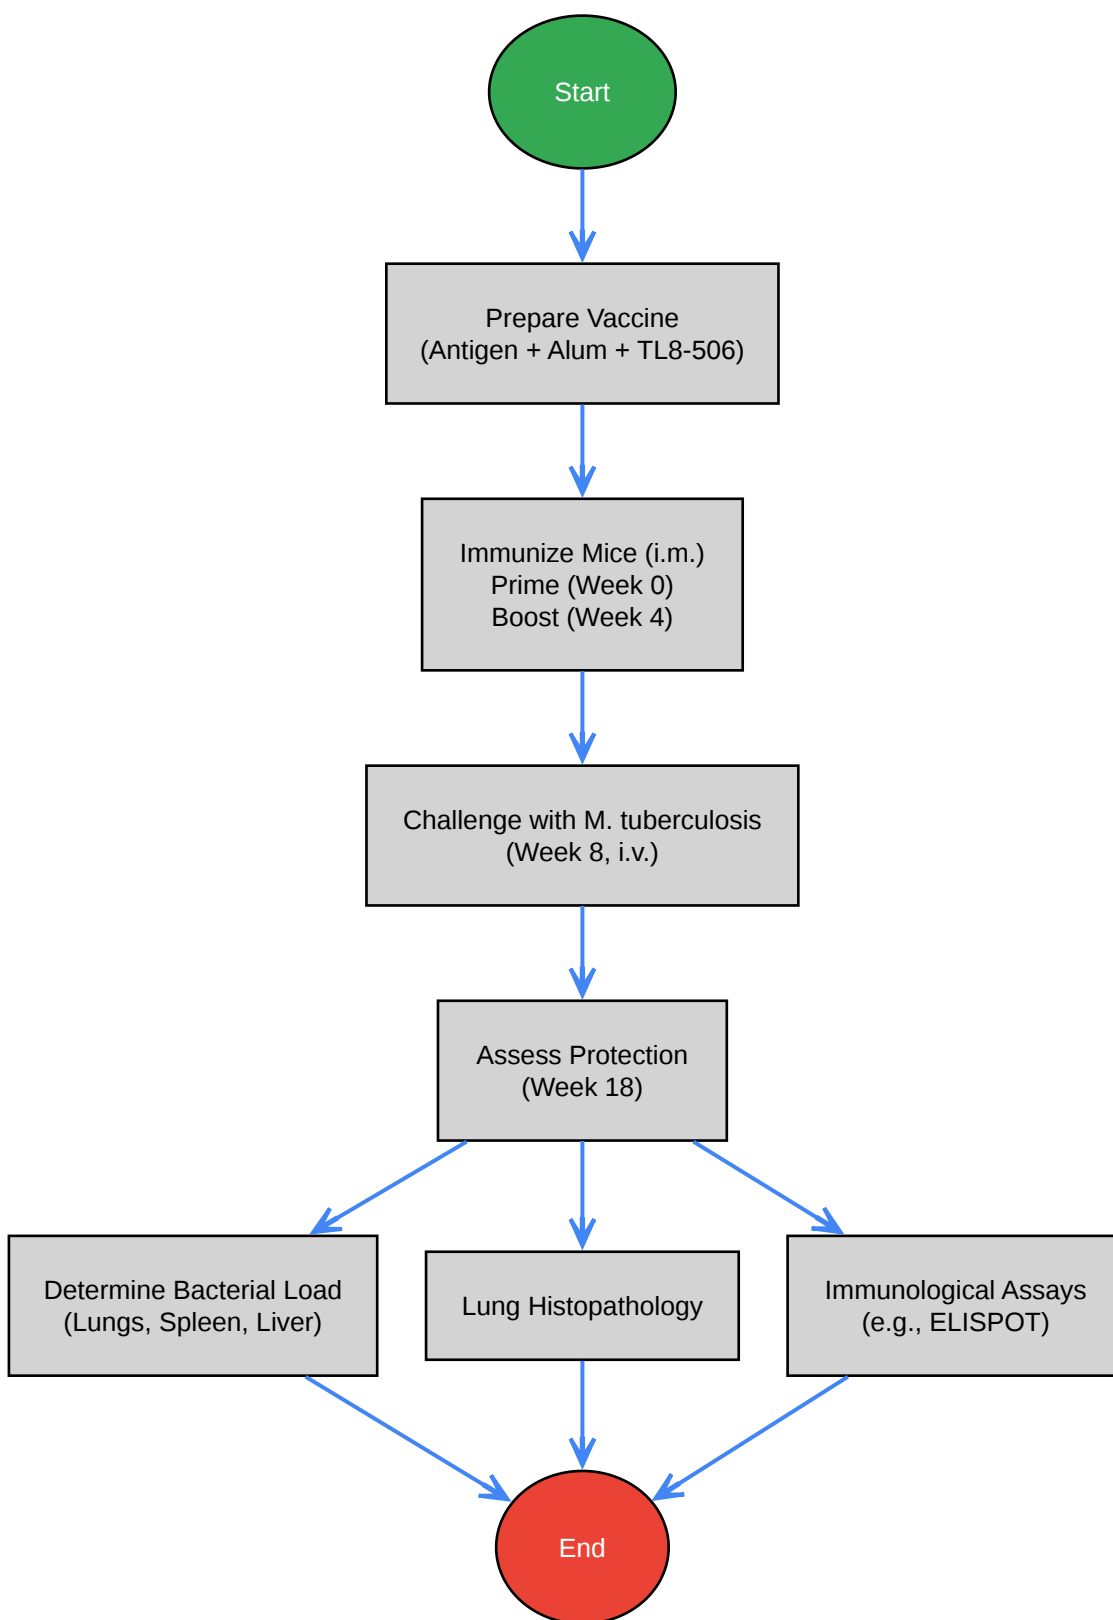 Start
Prepare Vaccine
(Antigen + Alum + TL8-506)
Immunize Mice (i.m.)
Prime (Week 0)
Boost (Week 4)
Challenge with M. tuberculosis
(Week 8, i.v.)
Assess Protection
(Week 18)
Determine Bacterial Load
(Lungs, Spleen, Liver)
Lung Histopathology
Immunological Assays
(e.g., ELISPOT)
End